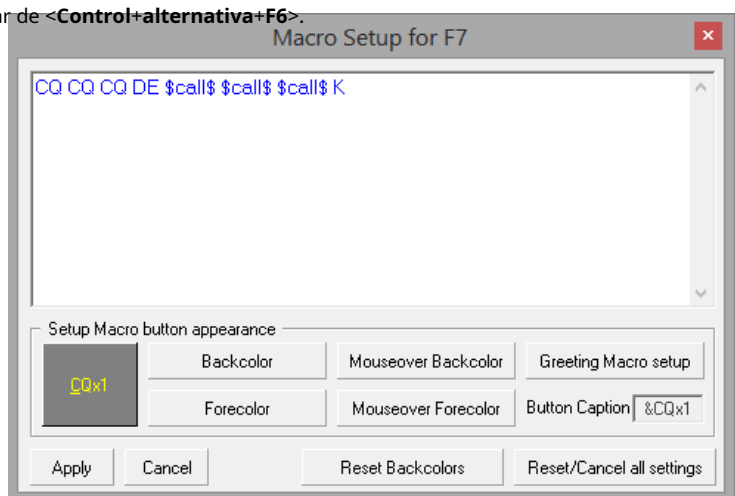 ar de <Control+alternativa+F6>.
Macro Setup for F7
CQ CQ CQ DE $call$ $call$ $call$ K
Setup Macro button appearance
CQx1
Backcolor
Mouseover Backcolor
Greeting Macro setup
Forecolor
Mouseover Forecolor
Button Caption
&CQx1
Apply
Cancel
Reset Backcolors
Reset/Cancel all settings